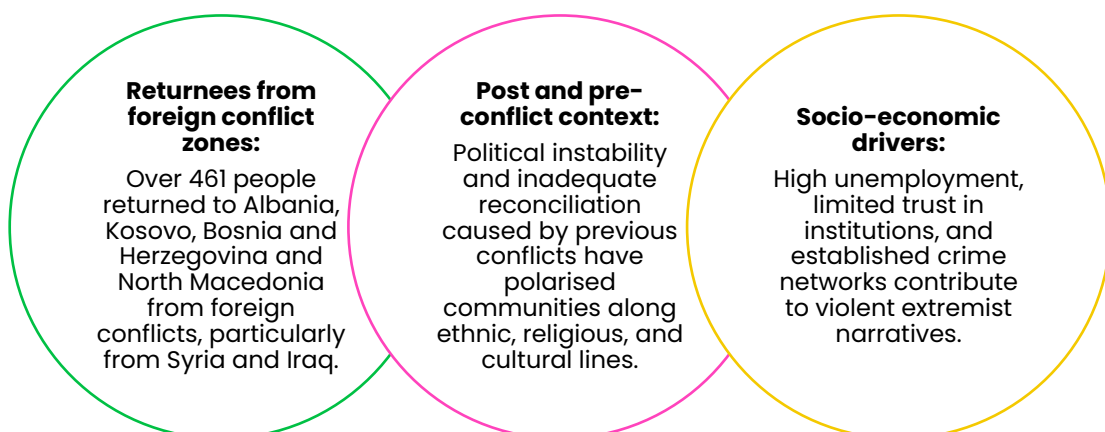 Returnees from
foreign conflict
zones:
Over 461 people
returned to Albania,
Kosovo, Bosnia and
Herzegovina and
North Macedonia
from foreign
conflicts, particularly
from Syria and Iraq.
Post and pre-
conflict context:
Political instability
and inadequate
reconciliation
caused by previous
conflicts have
polarised
communities along
ethnic, religious, and
cultural lines.
Socio-economic
drivers:
High unemployment,
limited trust in
institutions, and
established crime
networks contribute
to violent extremist
narratives.